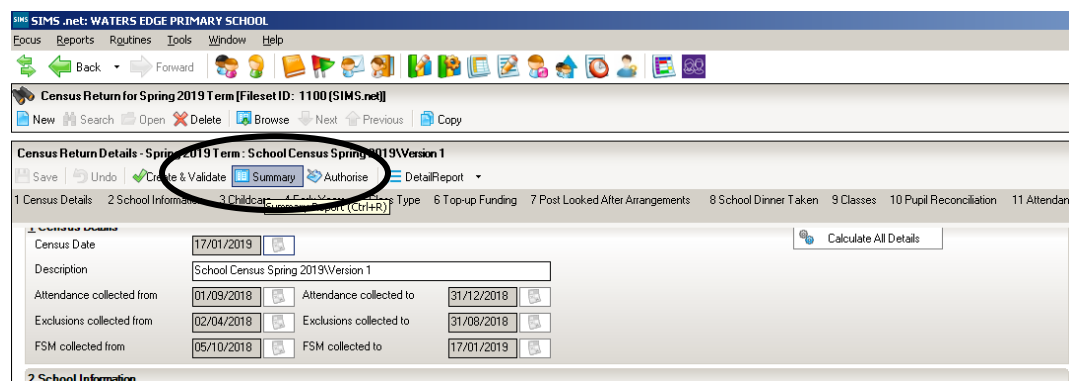 SIMS SIMS .net: WATERS EDGE PRIMARY SCHOOL
Focus Reports Routines Tools Window Help
Back Forward
Census Return for Spring 2019 Term [Fileset ID: 1100 (SIMS.net)]
New Search Open Delete Browse Next Previous Copy
Census Return Details - Spring 2019 Term : School Census Spring 2019\Version 1
Save Undo Create & Validate Summary Authorise DetailReport
1 Census Details 2 School Information 3 Childcare Type 6 Top-up Funding 7 Post Looked After Arrangements 8 School Dinner Taken 9 Classes 10 Pupil Reconciliation 11 Attendan
Summary Report (Ctrl+R)
1 Census Details
Census Date 17/01/2019 Calculate All Details
Description School Census Spring 2019\Version 1
Attendance collected from 01/09/2018 Attendance collected to 31/12/2018
Exclusions collected from 02/04/2018 Exclusions collected to 31/08/2018
FSM collected from 05/10/2018 FSM collected to 17/01/2019
2 School Information